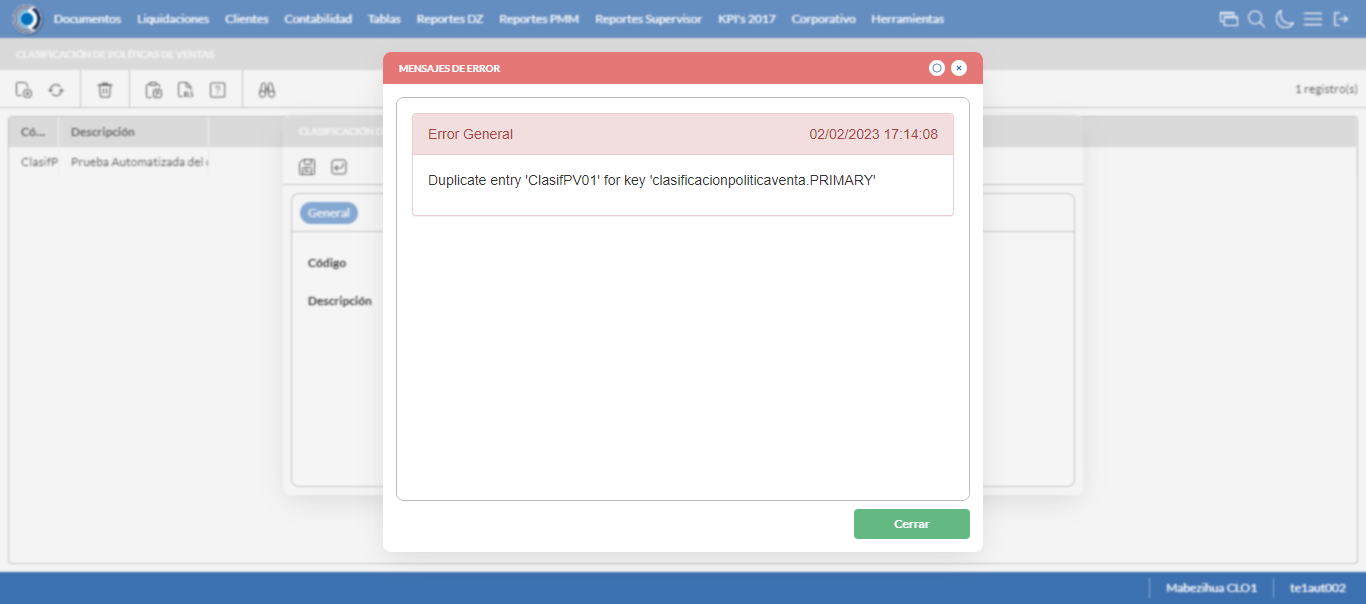 Documentos Liquidaciones Clientes Contabilidad Tablas Reportes DZ Reportes PMM Reportes Supervisor KPI's 2017 Corporativo Herramientas
CLASIFICACIÓN DE POLÍTICAS DE VENTAS
MENSAJES DE ERROR
1 registro(s)
Error General 02/02/2023 17:14:08
Duplicate entry 'ClasifPV01' for key 'clasificacionpoliticaventa.PRIMARY'
Có... Descripción
CLASIFICACIÓN D
ClasifP Prueba Automatizada del
General
Código
Descripción
Cerrar
Mabezihua CLO1 te1aut002